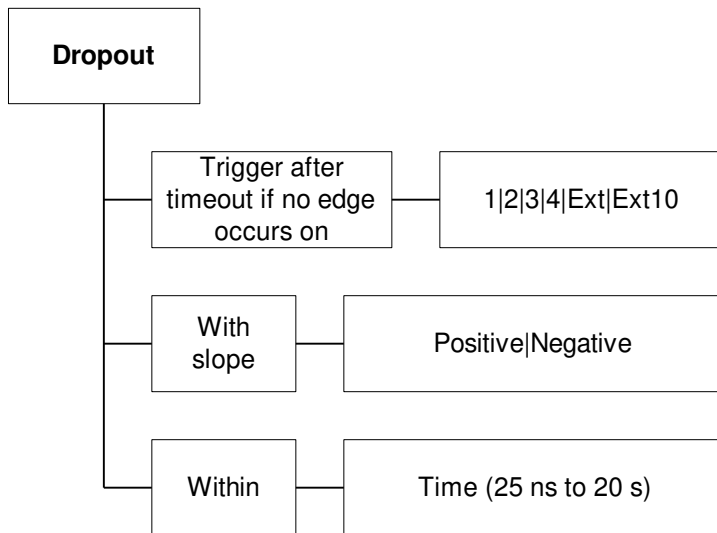 Dropout
Trigger after
timeout if no edge
occurs on
1|2|3|4|Ext|Ext10
With
slope
Positive|Negative
Within
Time (25 ns to 20 s)